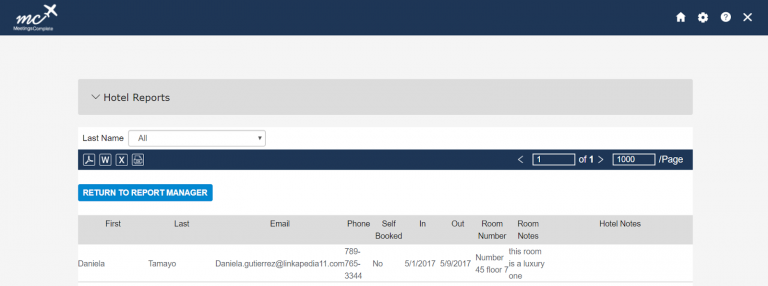 mc
MeetingsComplete
Hotel Reports
Last Name All
1 of 1 1000 /Page
RETURN TO REPORT MANAGER
First Last Email Phone Self Booked In Out Room Number Room Notes Hotel Notes
Daniela Tamayo Daniela.gutierrez@linkapedia11.com 789-765-3344 No 5/1/2017 5/9/2017 Number 45 floor 7 this room is a luxury one